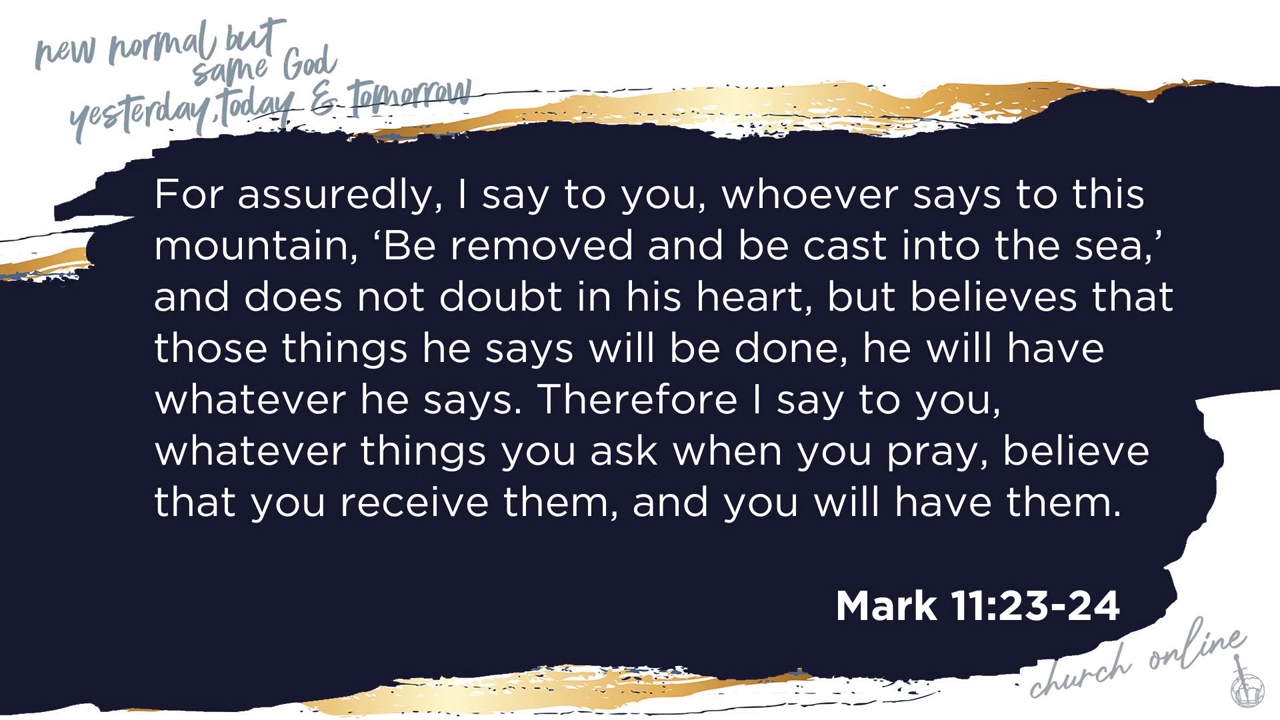 new normal but
same God
yesterday, today & tomorrow
For assuredly, I say to you, whoever says to this
mountain, ‘Be removed and be cast into the sea,’
and does not doubt in his heart, but believes that
those things he says will be done, he will have
whatever he says. Therefore I say to you,
whatever things you ask when you pray, believe
that you receive them, and you will have them.
Mark 11:23-24
church online